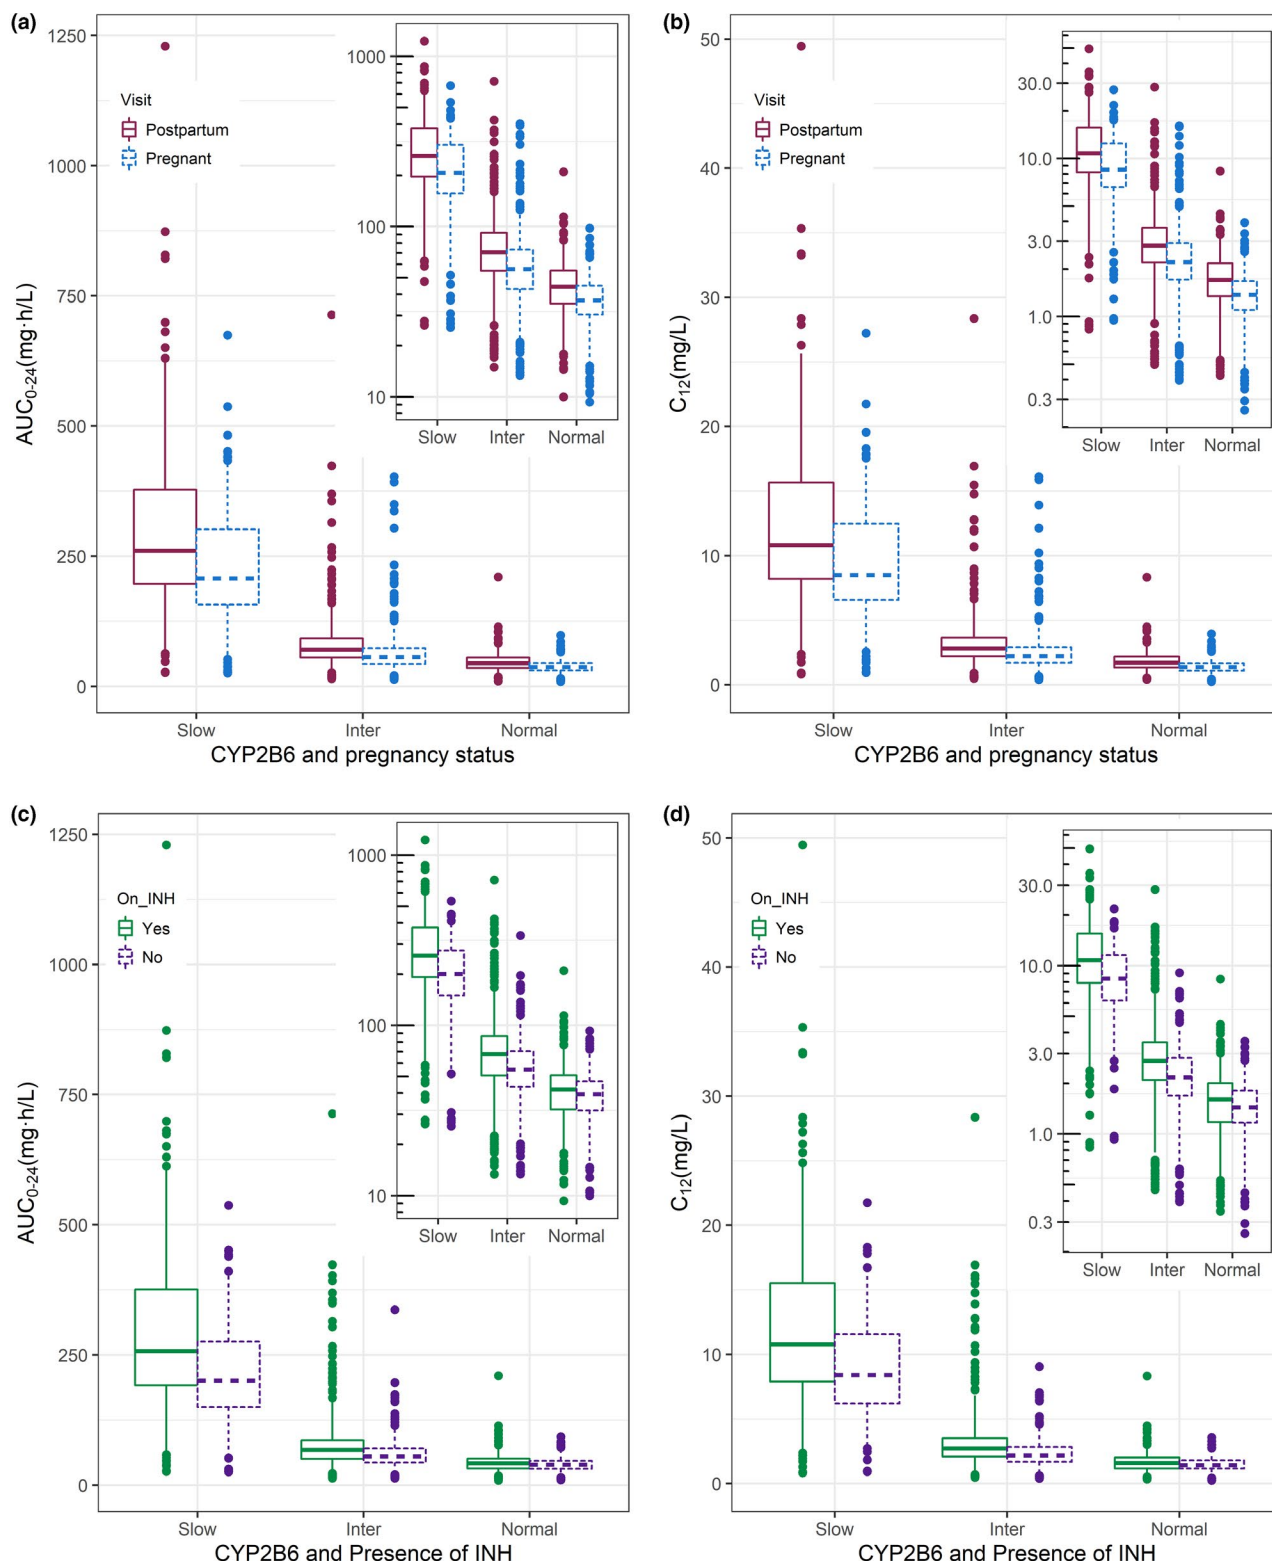 (a)
1250
1000
750
500
250
0
AUC0-24(mg·h/L)
Visit
Postpartum
Pregnant
1000
100
10
Slow Inter Normal
Slow Inter Normal
CYP2B6 and pregnancy status
(b)
50
40
30
20
10
0
C12(mg/L)
Visit
Postpartum
Pregnant
30.0
10.0
3.0
1.0
0.3
Slow Inter Normal
Slow Inter Normal
CYP2B6 and pregnancy status
(c)
1250
1000
750
500
250
0
AUC0-24(mg·h/L)
On_INH
Yes
No
1000
100
10
Slow Inter Normal
Slow Inter Normal
CYP2B6 and Presence of INH
(d)
50
40
30
20
10
0
C12(mg/L)
On_INH
Yes
No
30.0
10.0
3.0
1.0
0.3
Slow Inter Normal
Slow Inter Normal
CYP2B6 and Presence of INH